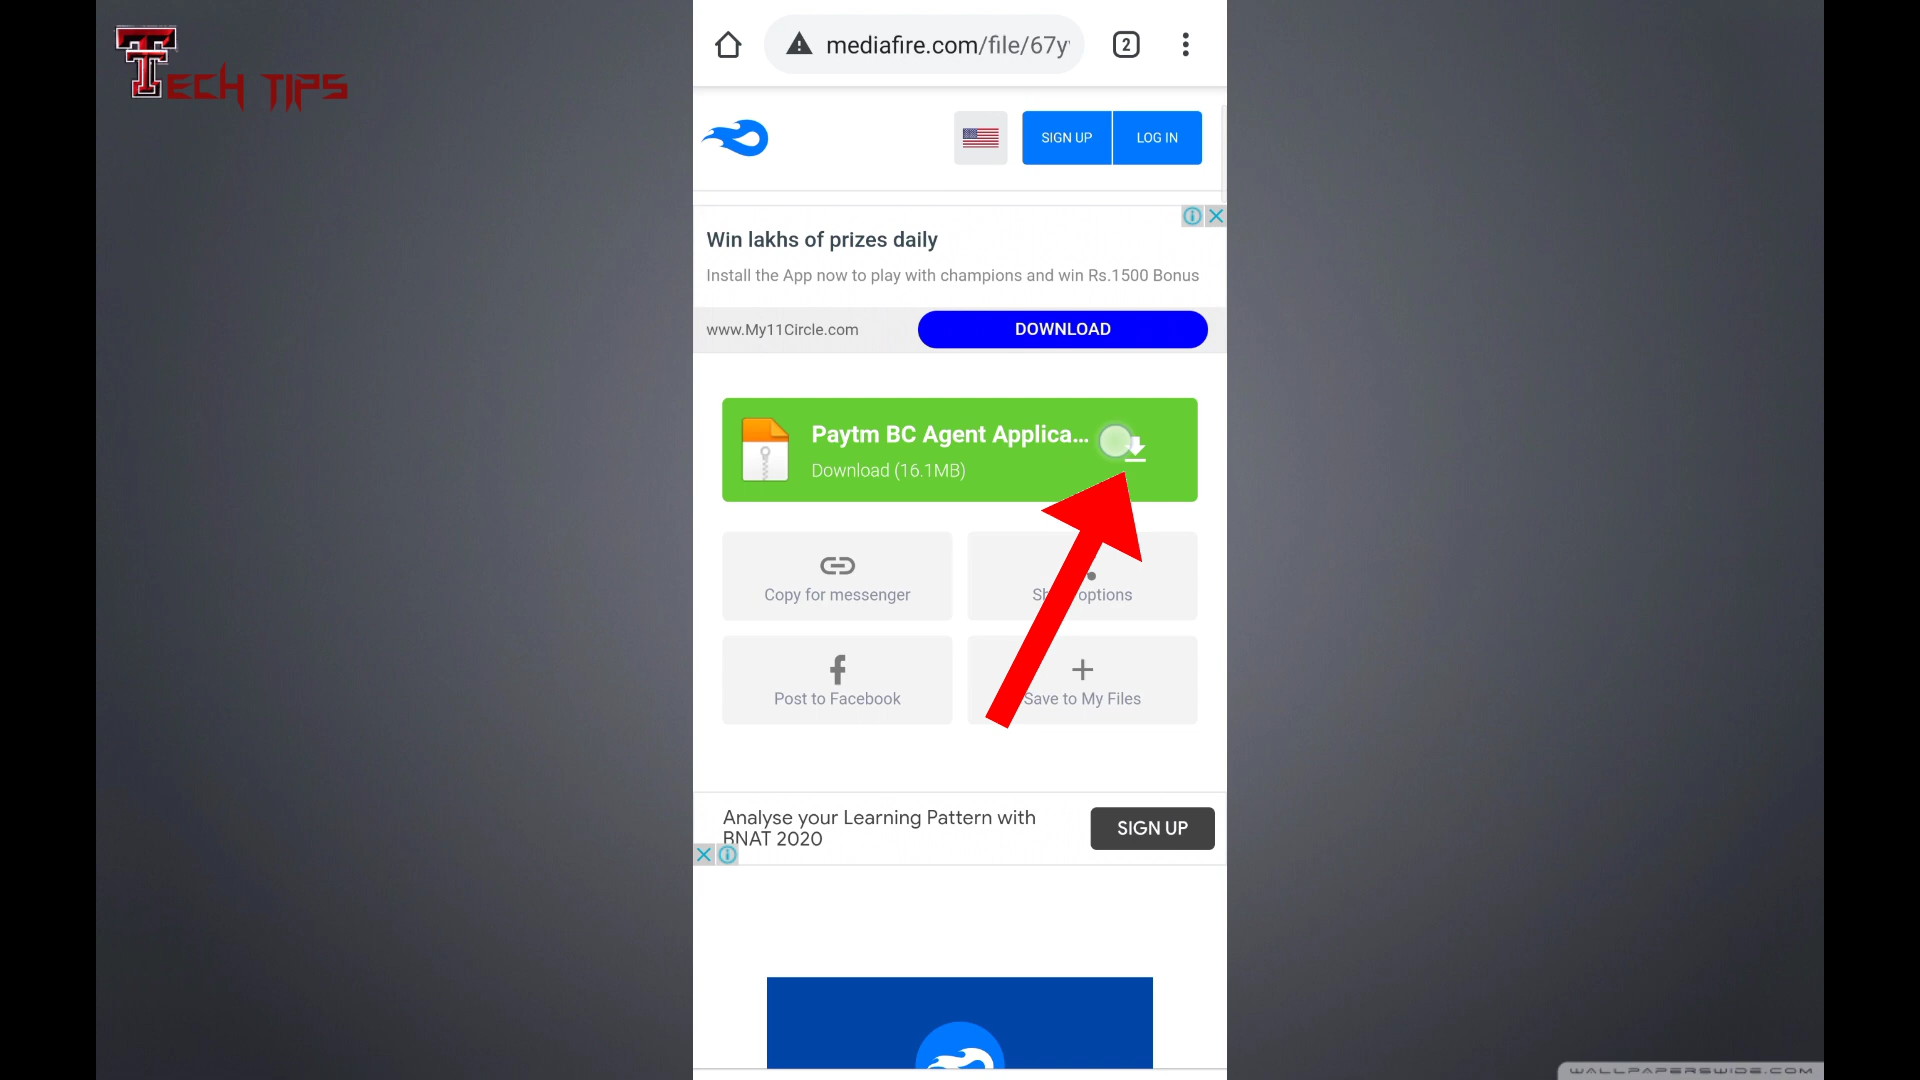 TECH TIPS
mediafire.com/file/67y
2
SIGN UP
LOG IN
Win lakhs of prizes daily
Install the App now to play with champions and win Rs.1500 Bonus
www.My11Circle.com
DOWNLOAD
Paytm BC Agent Applica...
Download (16.1MB)
Copy for messenger
options
Post to Facebook
Save to My Files
Analyse your Learning Pattern with
BNAT 2020
SIGN UP
WALLPAPERSWIDE.COM